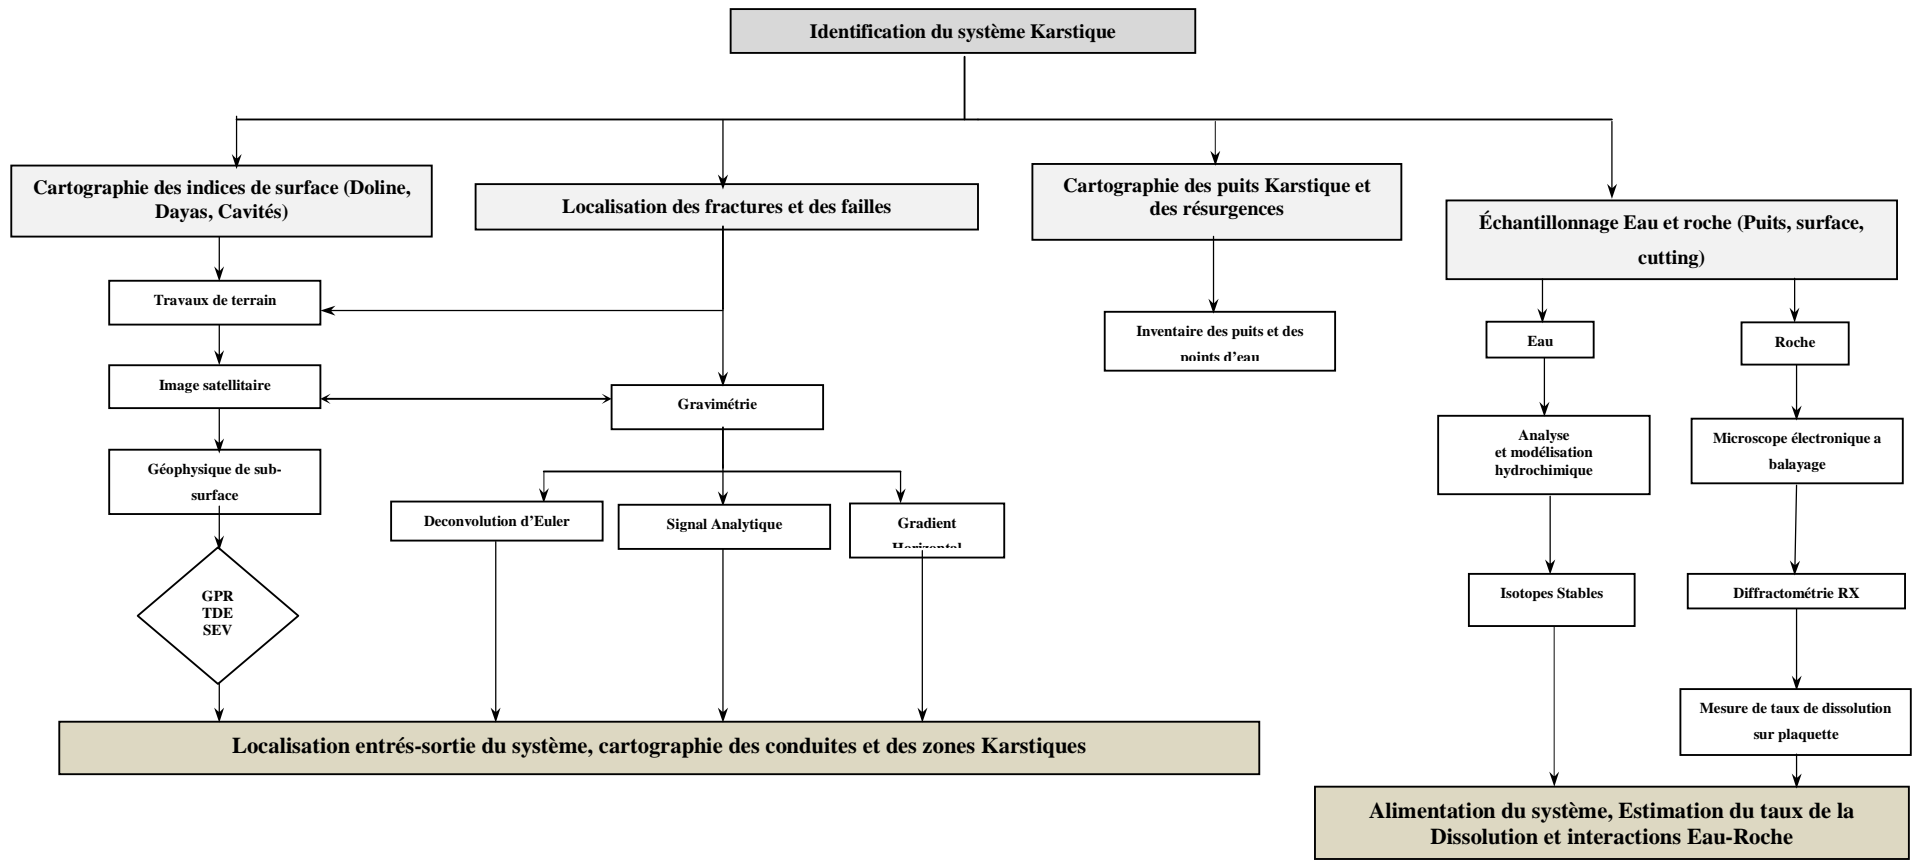 Identification du système Karstique
Cartographie des indices de surface (Doline,
Dayas, Cavités)
Localisation des fractures et des failles
Cartographie des puits Karstique et
des résurgences
Échantillonnage Eau et roche (Puits, surface,
cutting)
Travaux de terrain
Inventaire des puits et des
points d'eau
Eau
Roche
Image satellitaire
Gravimétrie
Analyse
et modélisation
hydrochimique
Microscope électronique a
balayage
Géophysique de sub-
surface
Deconvolution d'Euler
Signal Analytique
Gradient
Horizontal
GPR
TDE
SEV
Isotopes Stables
Diffractométrie RX
Mesure de taux de dissolution
sur plaquette
Localisation entrés-sortie du système, cartographie des conduites et des zones Karstiques
Alimentation du système, Estimation du taux de la
Dissolution et interactions Eau-Roche